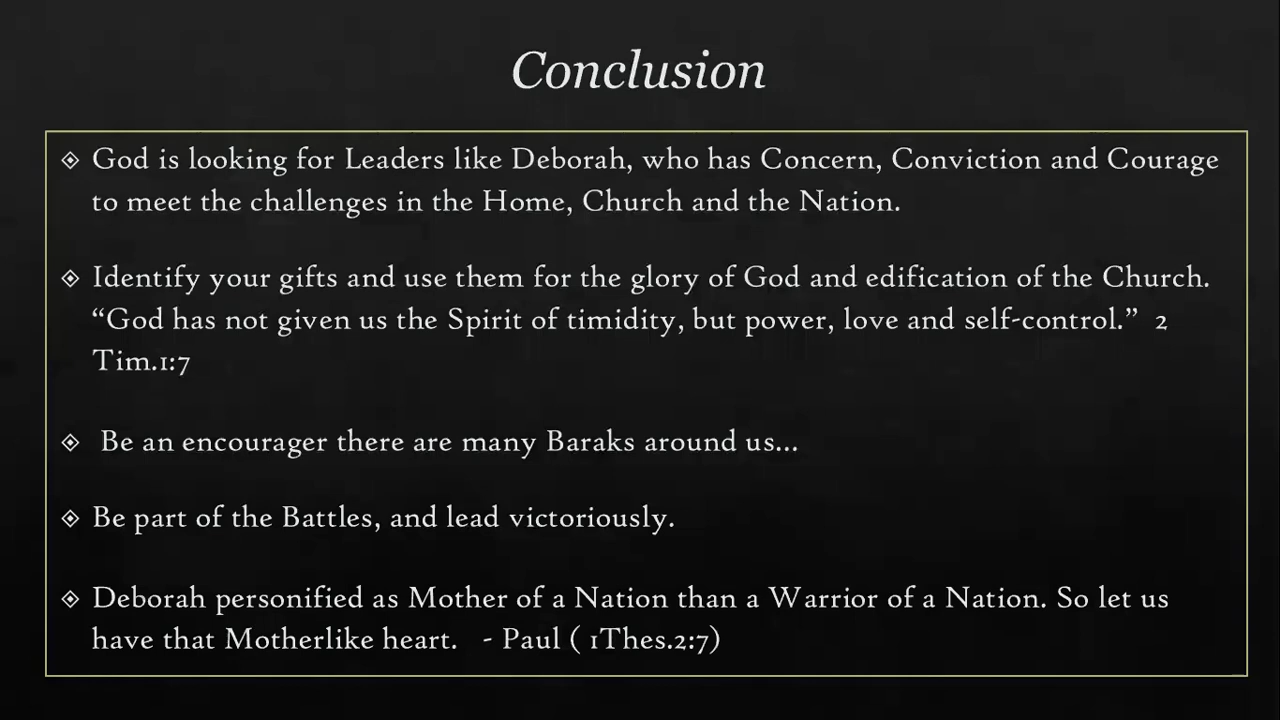 Conclusion
God is looking for Leaders like Deborah, who has Concern, Conviction and Courage
to meet the challenges in the Home, Church and the Nation.
Identify your gifts and use them for the glory of God and edification of the Church.
“God has not given us the Spirit of timidity, but power, love and self-control.” 2
Tim.1:7
Be an encourager there are many Baraks around us...
Be part of the Battles, and lead victoriously.
Deborah personified as Mother of a Nation than a Warrior of a Nation. So let us
have that Motherlike heart. - Paul ( 1Thes.2:7)